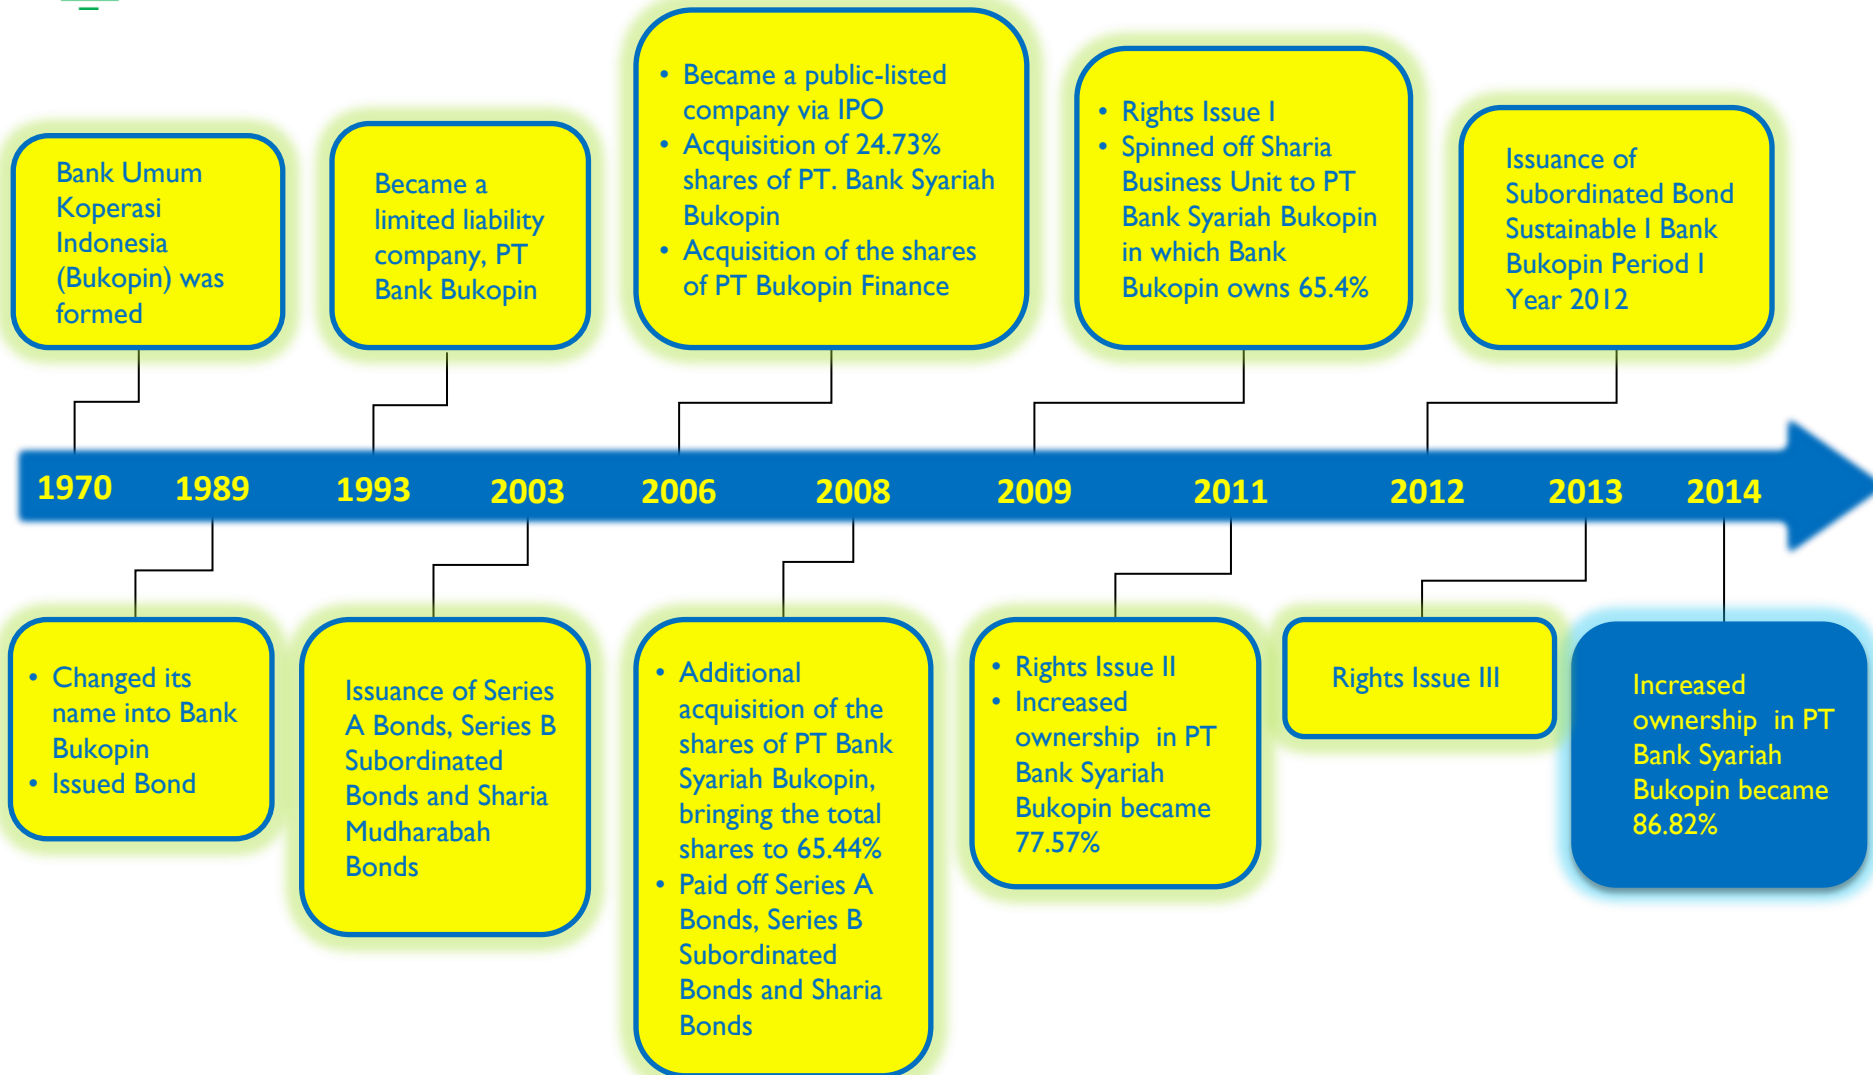 Bank Umum
Koperasi
Indonesia
(Bukopin) was
formed
Became a
limited liability
company, PT
Bank Bukopin
• Became a public-listed
company via IPO
• Acquisition of 24.73%
shares of PT. Bank Syariah
Bukopin
• Acquisition of the shares
of PT Bukopin Finance
• Rights Issue I
• Spinned off Sharia
Business Unit to PT
Bank Syariah Bukopin
in which Bank
Bukopin owns 65.4%
Issuance of
Subordinated Bond
Sustainable I Bank
Bukopin Period I
Year 2012
1970 1989 1993 2003 2006 2008 2009 2011 2012 2013 2014
• Changed its
name into Bank
Bukopin
• Issued Bond
Issuance of Series
A Bonds, Series B
Subordinated
Bonds and Sharia
Mudharabah
Bonds
• Additional
acquisition of the
shares of PT Bank
Syariah Bukopin,
bringing the total
shares to 65.44%
• Paid off Series A
Bonds, Series B
Subordinated
Bonds and Sharia
Bonds
• Rights Issue II
• Increased
ownership in PT
Bank Syariah
Bukopin became
77.57%
Rights Issue III
Increased
ownership in PT
Bank Syariah
Bukopin became
86.82%